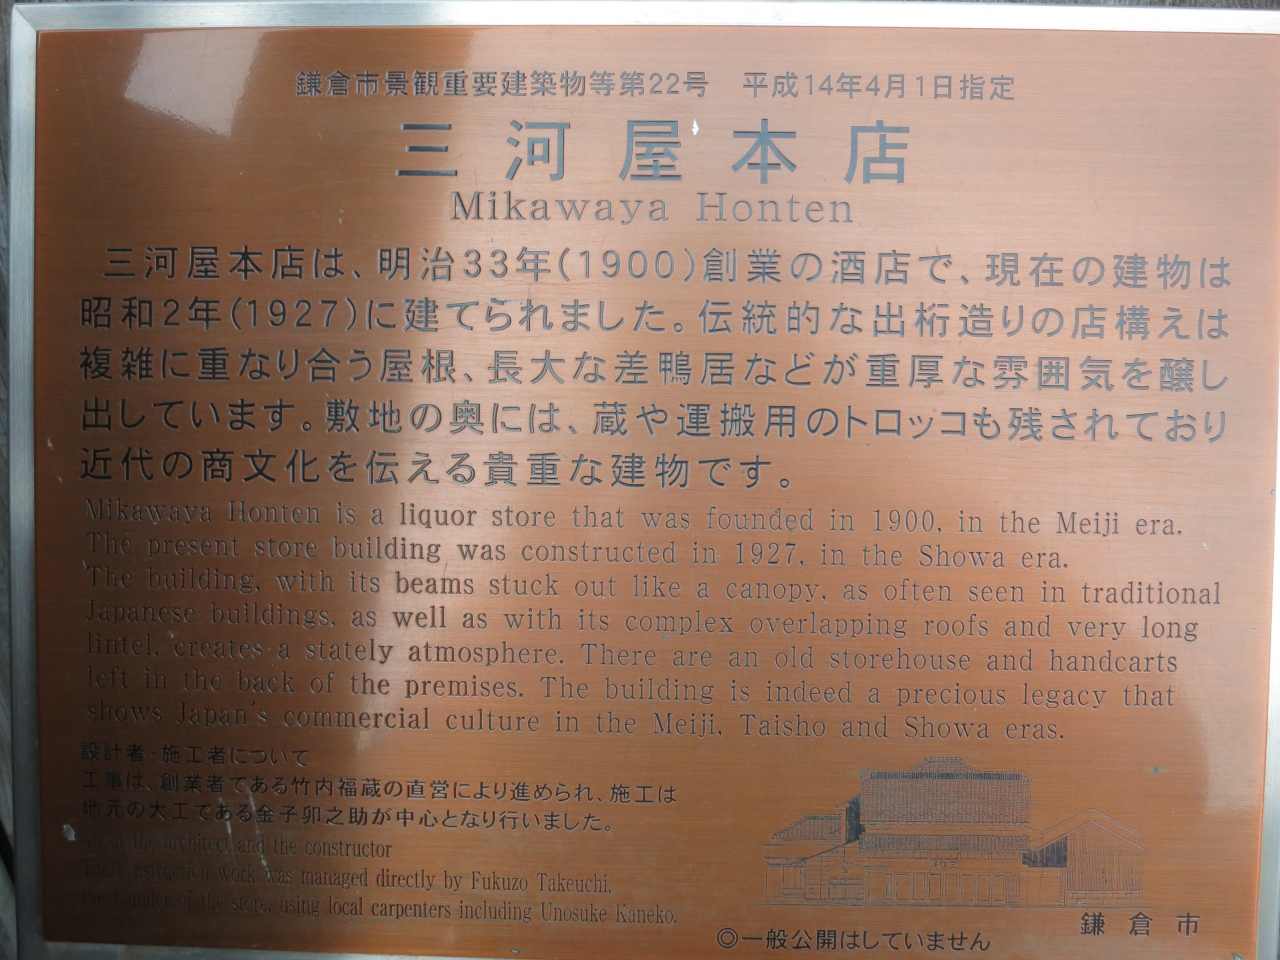 鎌倉市景観重要建築物等第22号　平成14年4月1日指定
三河屋本店
Mikawaya Honten
三河屋本店は、明治33年(1900)創業の酒店で、現在の建物は
昭和2年(1927)に建てられました。伝統的な出桁造りの店構えは
複雑に重なり合う屋根、長大な差鴨居などが重厚な雰囲気を醸し
出しています。敷地の奥には、蔵や運搬用のトロッコも残されており
近代の商文化を伝える貴重な建物です。
Mikawaya Honten is a liquor store that was founded in 1900, in the Meiji era.
The present store building was constructed in 1927, in the Showa era.
The building, with its beams stuck out like a canopy, as often seen in traditional
Japanese buildings, as well as with its complex overlapping roofs and very long
lintel, creates a stately atmosphere. There are an old storehouse and handcarts
left in the back of the premises. The building is indeed a precious legacy that
shows Japan's commercial culture in the Meiji, Taisho and Showa eras.
設計者・施工者について
工事は、創業者である竹内福蔵の直営により進められ、施工は
地元の大工である金子卯之助が中心となり行いました。
About the architect and the constructor
The construction work was managed directly by Fukuzo Takeuchi,
the founder of the store, using local carpenters including Unosuke Kaneko.
鎌倉市
◎一般公開はしていません